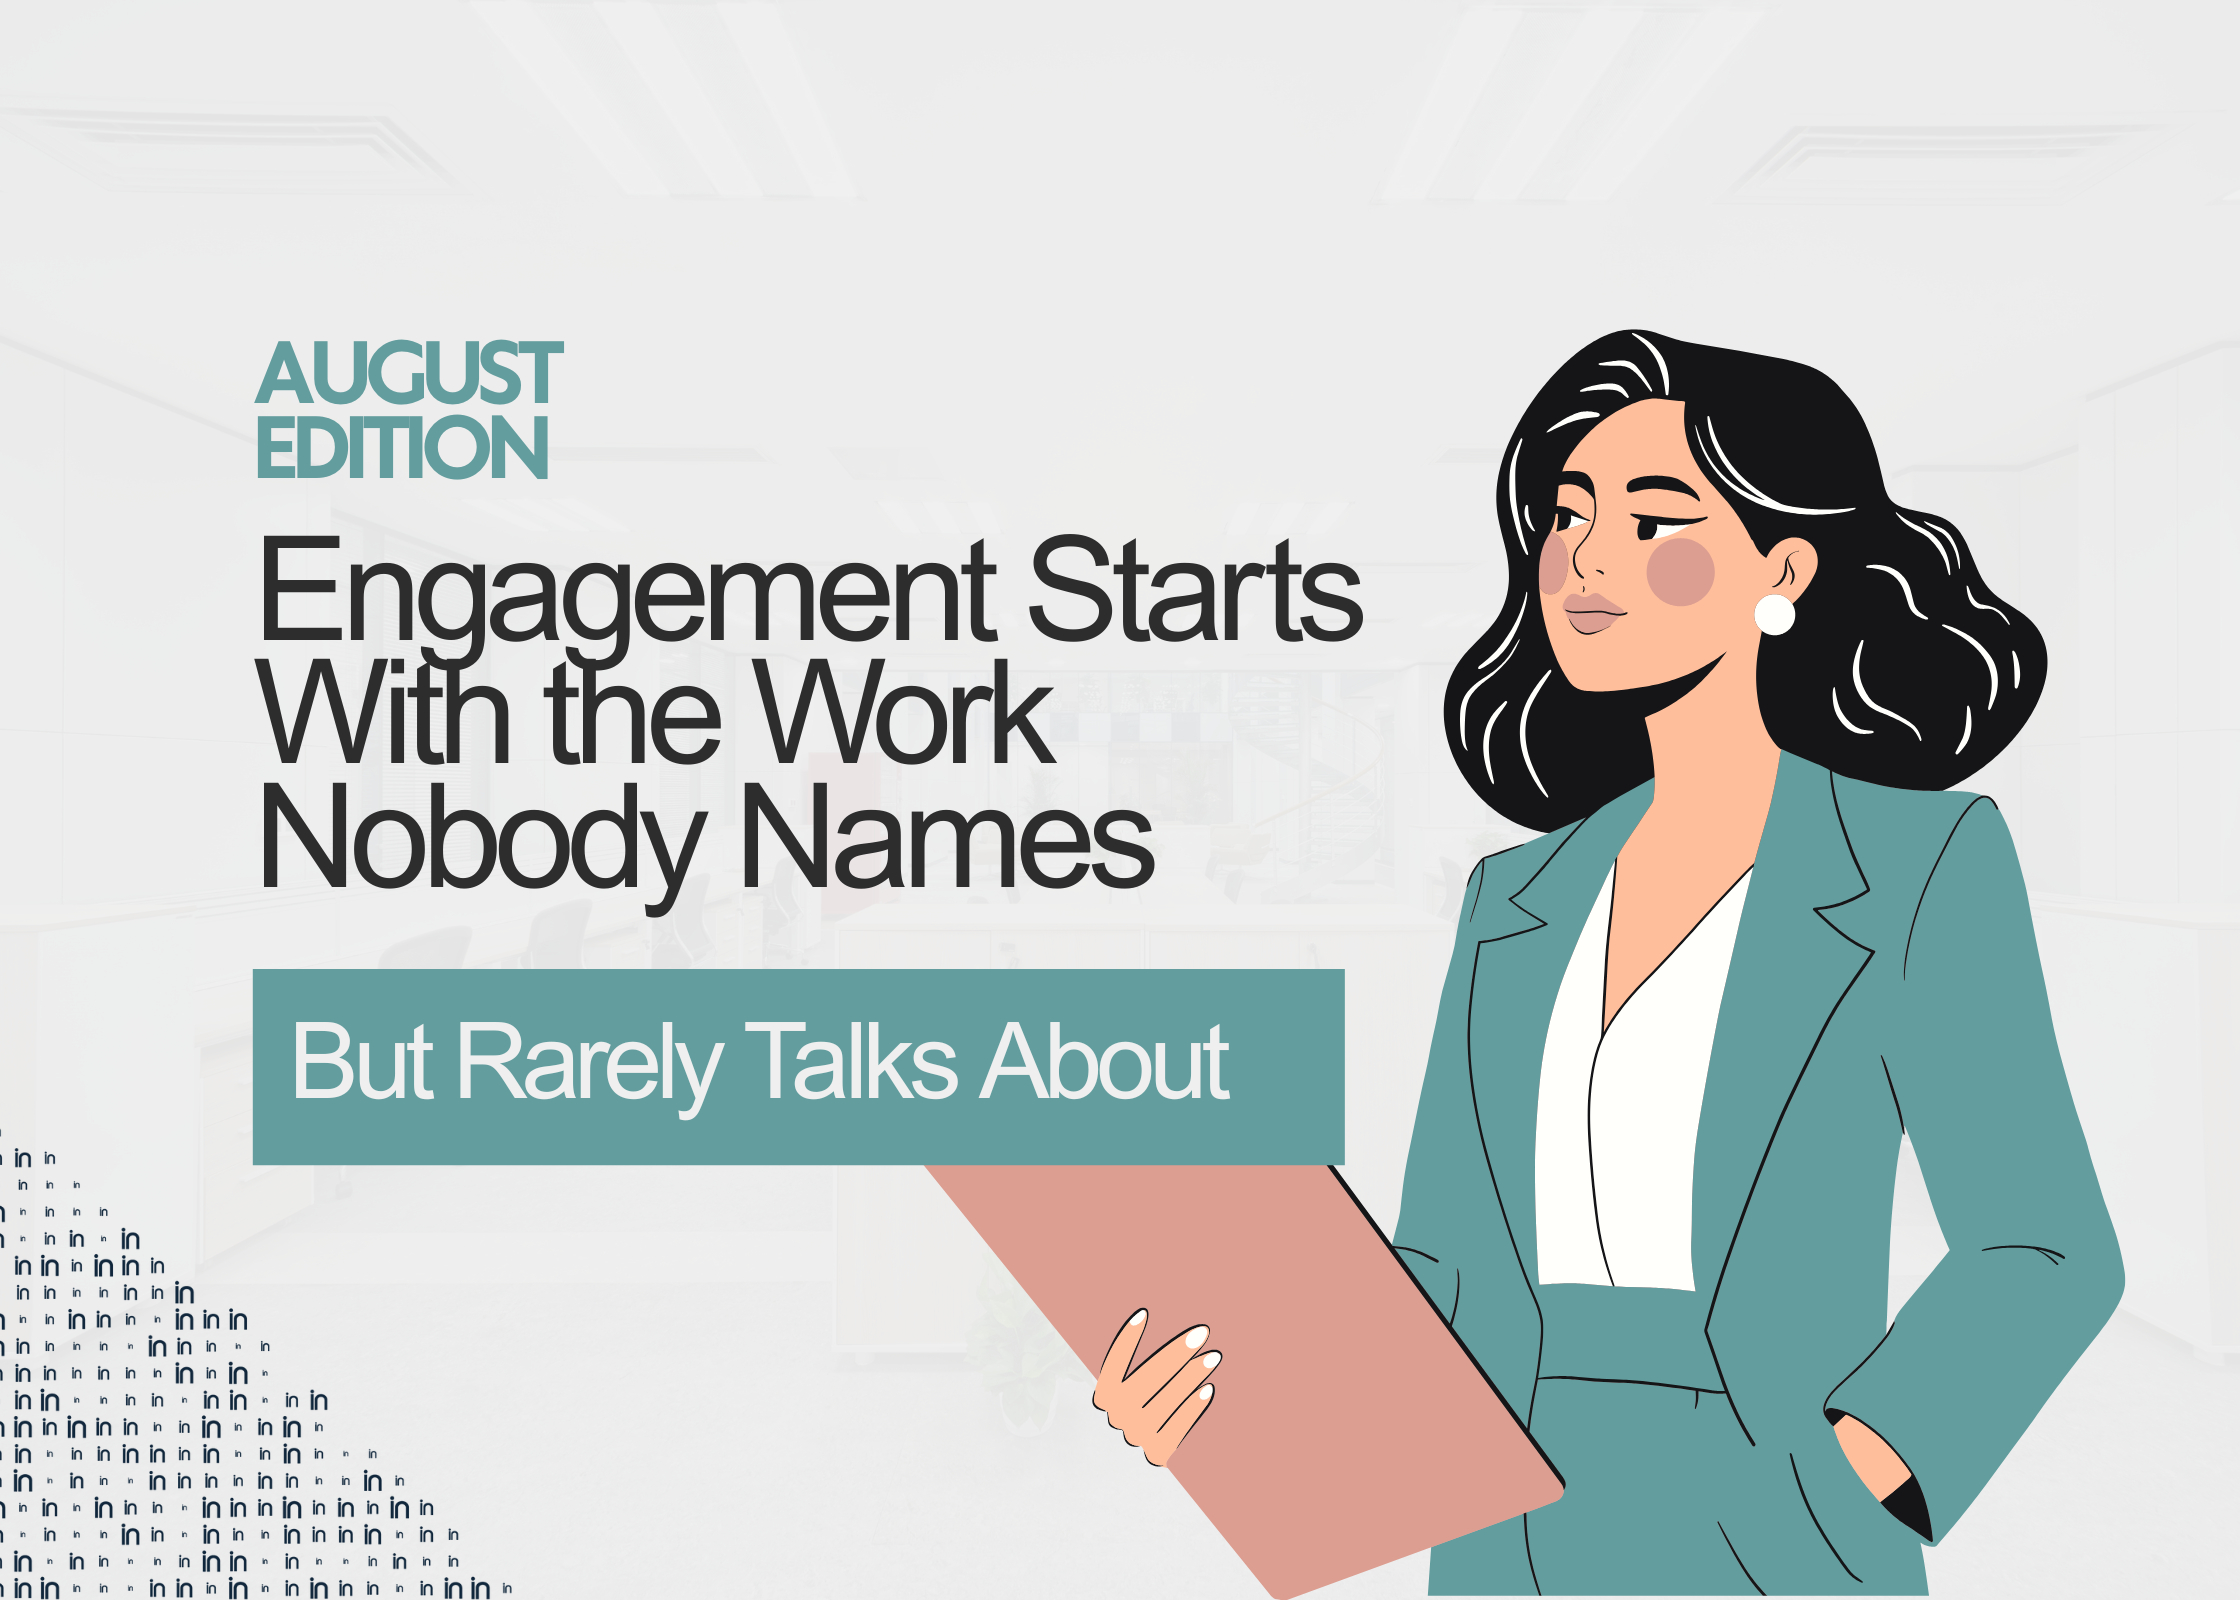 AUGUST
EDITION
Engagement Starts
With the Work
Nobody Names
But Rarely Talks About